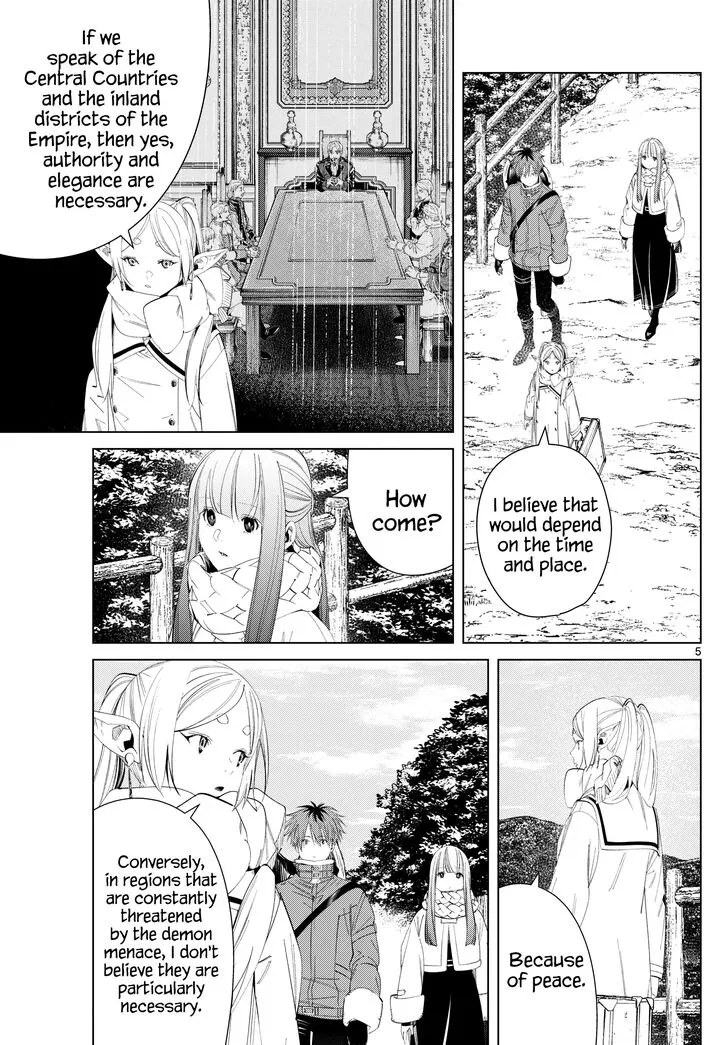 I believe that
would depend
on the time
and place.
If we
speak of the
Central Countries
and the inland
districts of the
Empire, then yes,
authority and
elegance are
necessary.
How
come?
Because
of peace.
Conversely,
in regions that
are constantly
threatened
by the demon
menace, I don't
believe they are
particularly
necessary.
5